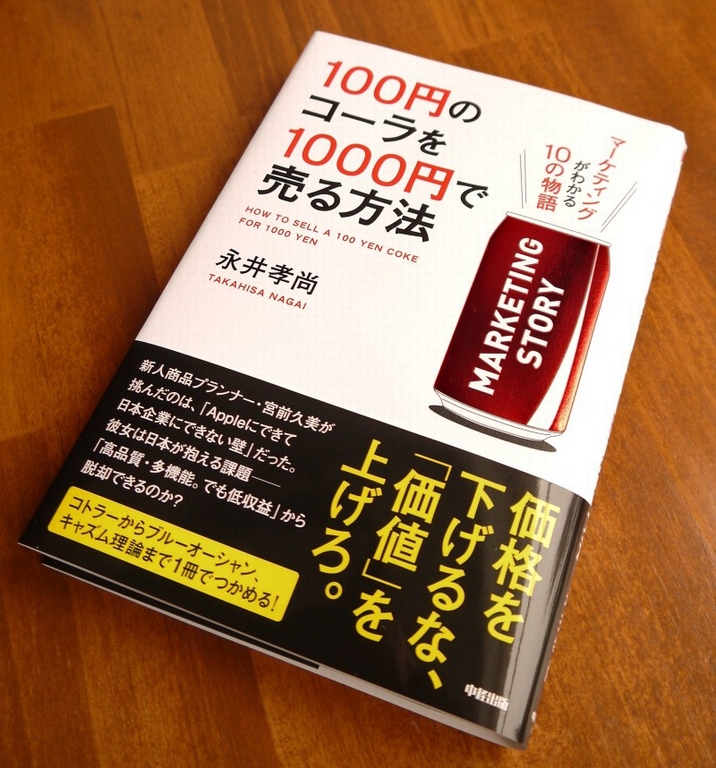 100円の
コーラを
1000円で
売る方法
HOW TO SELL A 100 YEN COKE
FOR 1000 YEN
永井孝尚
TAKAHISA NAGAI
マーケティング
がわかる
10の物語
MARKETING
STORY
新人商品プランナー・宮前久美が
挑んだのは、「Appleにできて
日本企業にできない壁」だった。
彼女は日本が抱える課題──
「高品質・多機能。でも低収益」から
脱却できるのか?
コトラーからブルーオーシャン、
キャズム理論まで1冊でつかめる!
価格を
下げるな、
「価値」を
上げろ。
中経出版